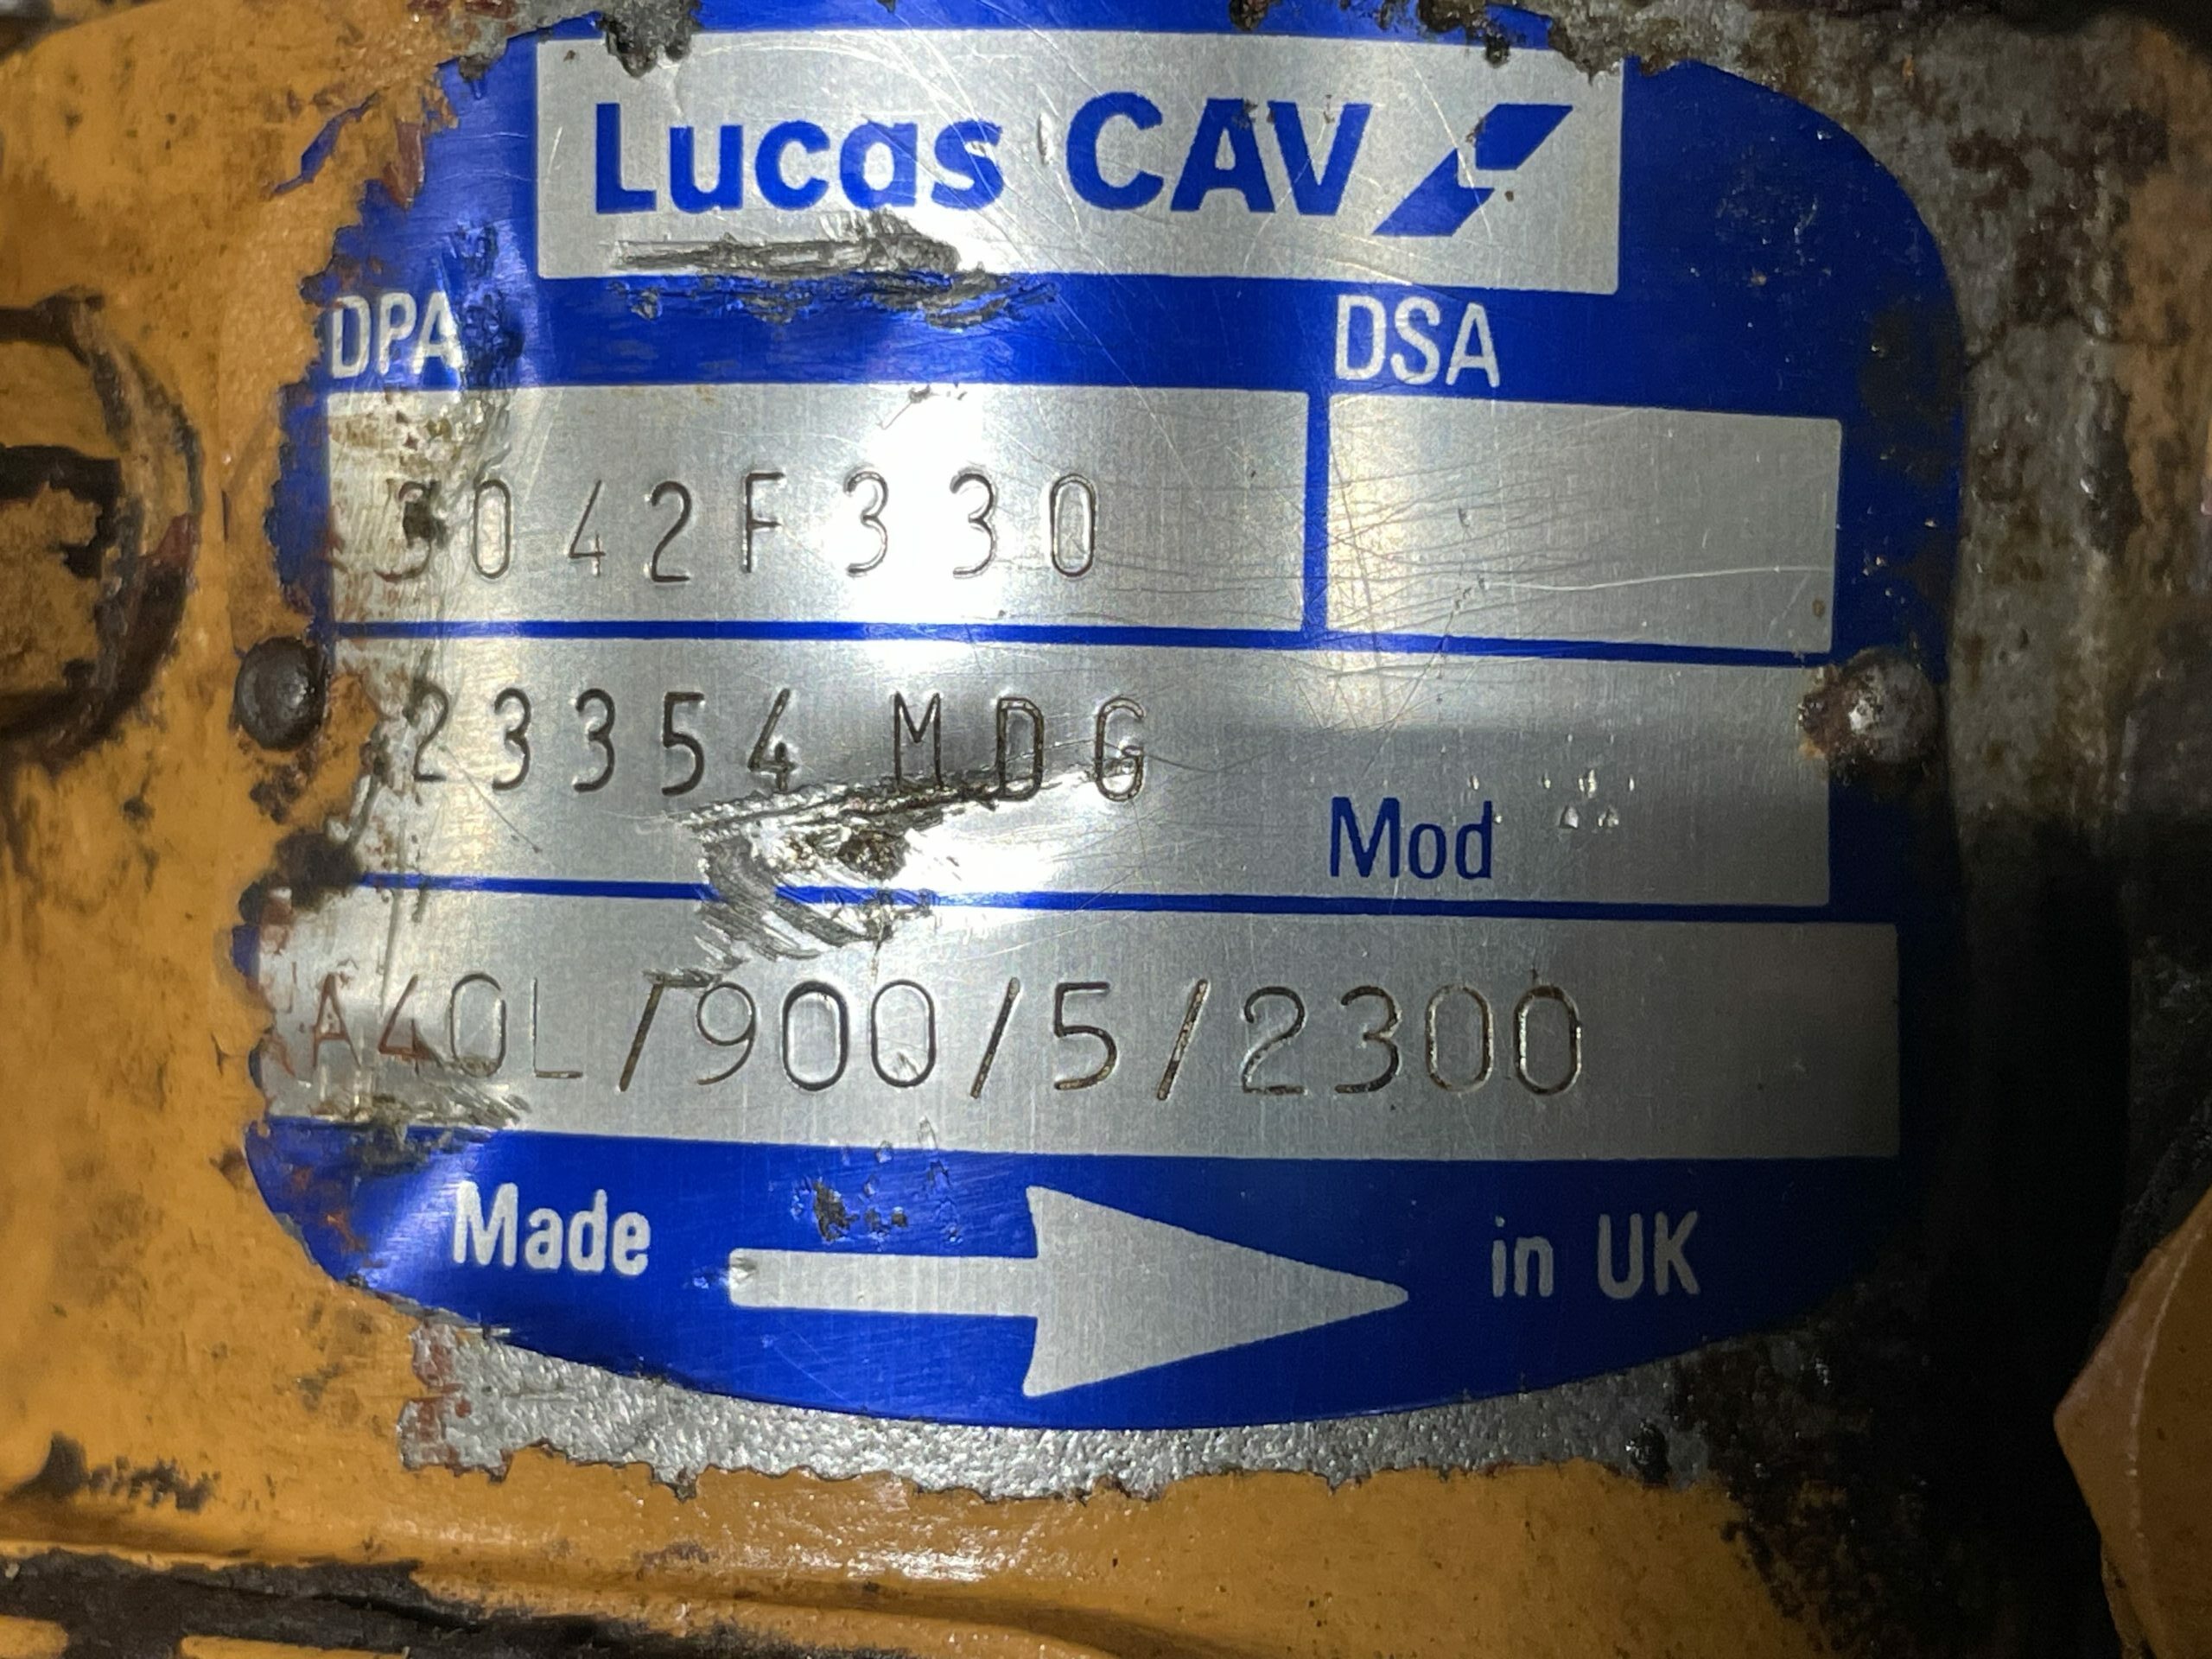 Lucas CAV
DPA DSA
3042F330
23354 MDG
Mod
A40L/900/5/2300
Made in UK